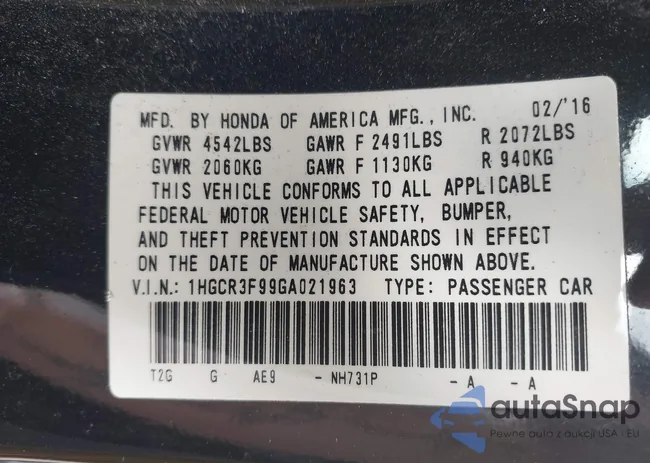 MFD. BY HONDA OF AMERICA MFG., INC. 02/'16
GVWR 4542LBS GAWR F 2491LBS R 2072LBS
GVWR 2060KG GAWR F 1130KG R 940KG
THIS VEHICLE CONFORMS TO ALL APPLICABLE
FEDERAL MOTOR VEHICLE SAFETY, BUMPER,
AND THEFT PREVENTION STANDARDS IN EFFECT
ON THE DATE OF MANUFACTURE SHOWN ABOVE.
V.I.N.: 1HGCR3F99GA021963 TYPE: PASSENGER CAR
T2G G AE9 - NH731P - A - A
autaSnap
Pewne auta z aukcji USA i EU